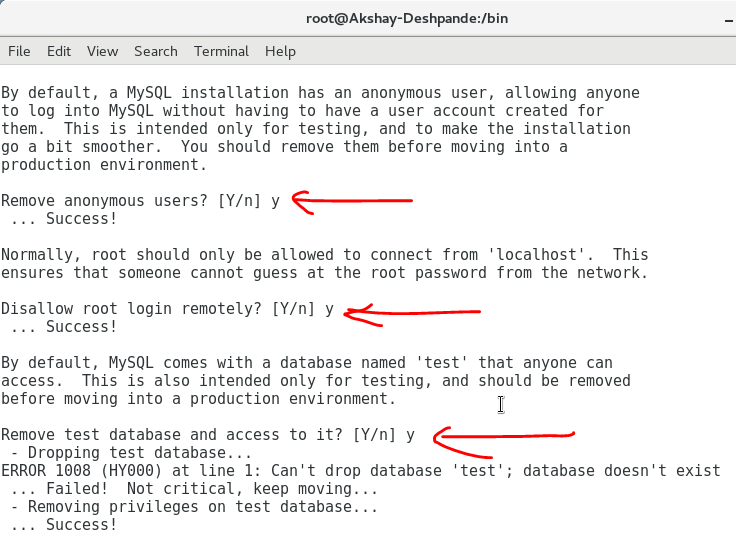 root@Akshay-Deshpande:/bin
File Edit View Search Terminal Help
By default, a MySQL installation has an anonymous user, allowing anyone
to log into MySQL without having to have a user account created for
them.  This is intended only for testing, and to make the installation
go a bit smoother.  You should remove them before moving into a
production environment.
Remove anonymous users? [Y/n] y
 ... Success!
Normally, root should only be allowed to connect from 'localhost'.  This
ensures that someone cannot guess at the root password from the network.
Disallow root login remotely? [Y/n] y
 ... Success!
By default, MySQL comes with a database named 'test' that anyone can
access.  This is also intended only for testing, and should be removed
before moving into a production environment.
Remove test database and access to it? [Y/n] y
 - Dropping test database...
ERROR 1008 (HY000) at line 1: Can't drop database 'test'; database doesn't exist
 ... Failed!  Not critical, keep moving...
 - Removing privileges on test database...
 ... Success!